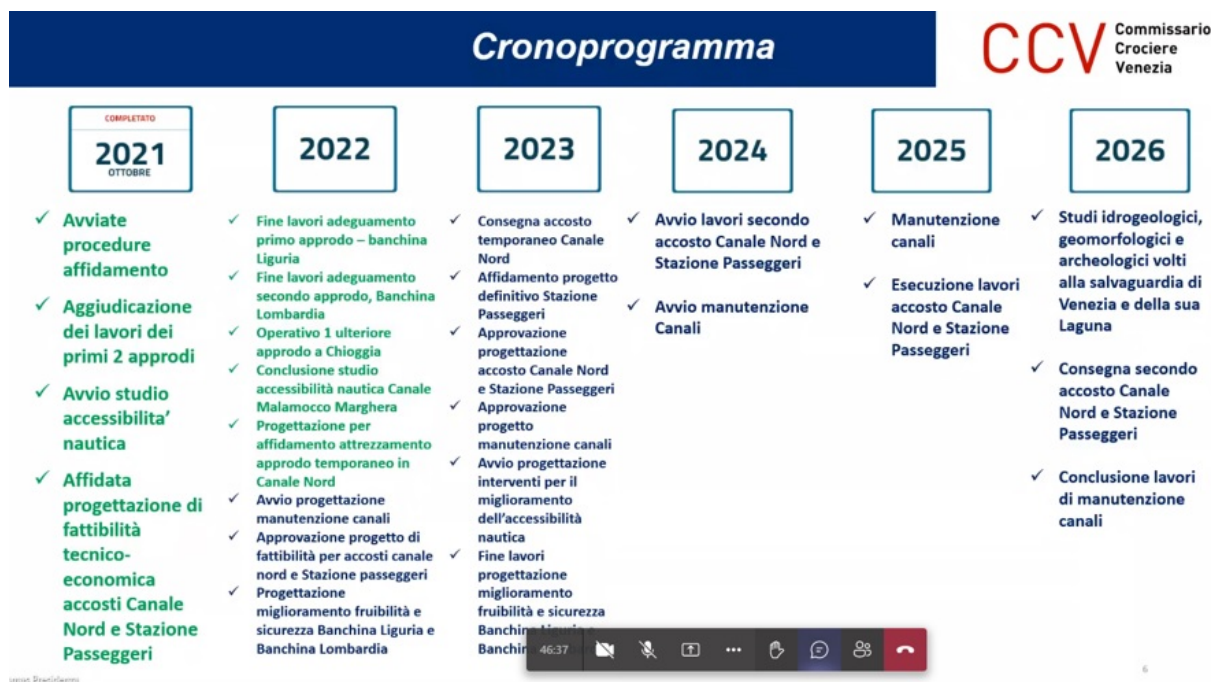 Cronoprogramma
CCV
Commissario
Crociere
Venezia
COMPLETATO
2021
OTTOBRE
Avviate
procedure
affidamento
Aggiudicazione
dei lavori dei
primi 2 approdi
Avvio studio
accessibilita'
nautica
Affidata
progettazione di
fattibilità
tecnico-
economica
accosti Canale
Nord e Stazione
Passeggeri
2022
Fine lavori adeguamento
primo approdo – banchina
Liguria
Fine lavori adeguamento
secondo approdo, Banchina
Lombardia
Operativo 1 ulteriore
approdo a Chioggia
Conclusione studio
accessibilità nautica Canale
Malamocco Marghera
Progettazione per
affidamento attrezzamento
approdo temporaneo in
Canale Nord
Avvio progettazione
manutenzione canali
Approvazione progetto di
fattibilità per accosti canale
nord e Stazione passeggeri
Progettazione
miglioramento fruibilità e
sicurezza Banchina Liguria e
Banchina Lombardia
2023
Consegna accosto
temporaneo Canale
Nord
Affidamento progetto
definitivo Stazione
Passeggeri
Approvazione
progettazione
accosto Canale Nord
e Stazione Passeggeri
Approvazione
progetto
manutenzione canali
Avvio progettazione
interventi per il
miglioramento
dell'accessibilità
nautica
Fine lavori
progettazione
miglioramento
fruibilità e sicurezza
Banchina Liguria e
2024
Avvio lavori secondo
accosto Canale Nord e
Stazione Passeggeri
Avvio manutenzione
Canali
2025
Manutenzione
canali
Esecuzione lavori
accosto Canale
Nord e Stazione
Passeggeri
2026
Studi idrogeologici,
geomorfologici e
archeologici volti
alla salvaguardia di
Venezia e della sua
Laguna
Consegna secondo
accosto Canale
Nord e Stazione
Passeggeri
Conclusione lavori
di manutenzione
canali
46:37
6